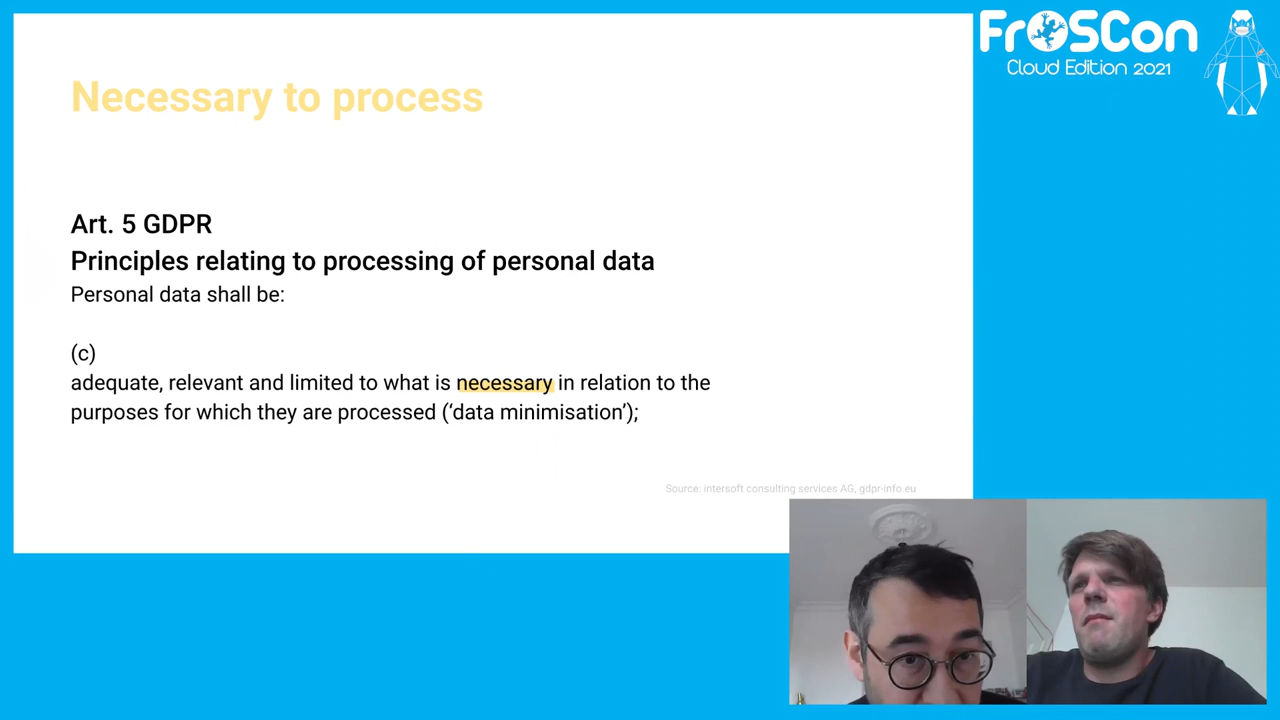 Necessary to process
Art. 5 GDPR
Principles relating to processing of personal data
Personal data shall be:
(c)
adequate, relevant and limited to what is necessary in relation to the
purposes for which they are processed (‘data minimisation’);
Source: intersoft consulting services AG, gdpr-info.eu
FrOSCon
Cloud Edition 2021